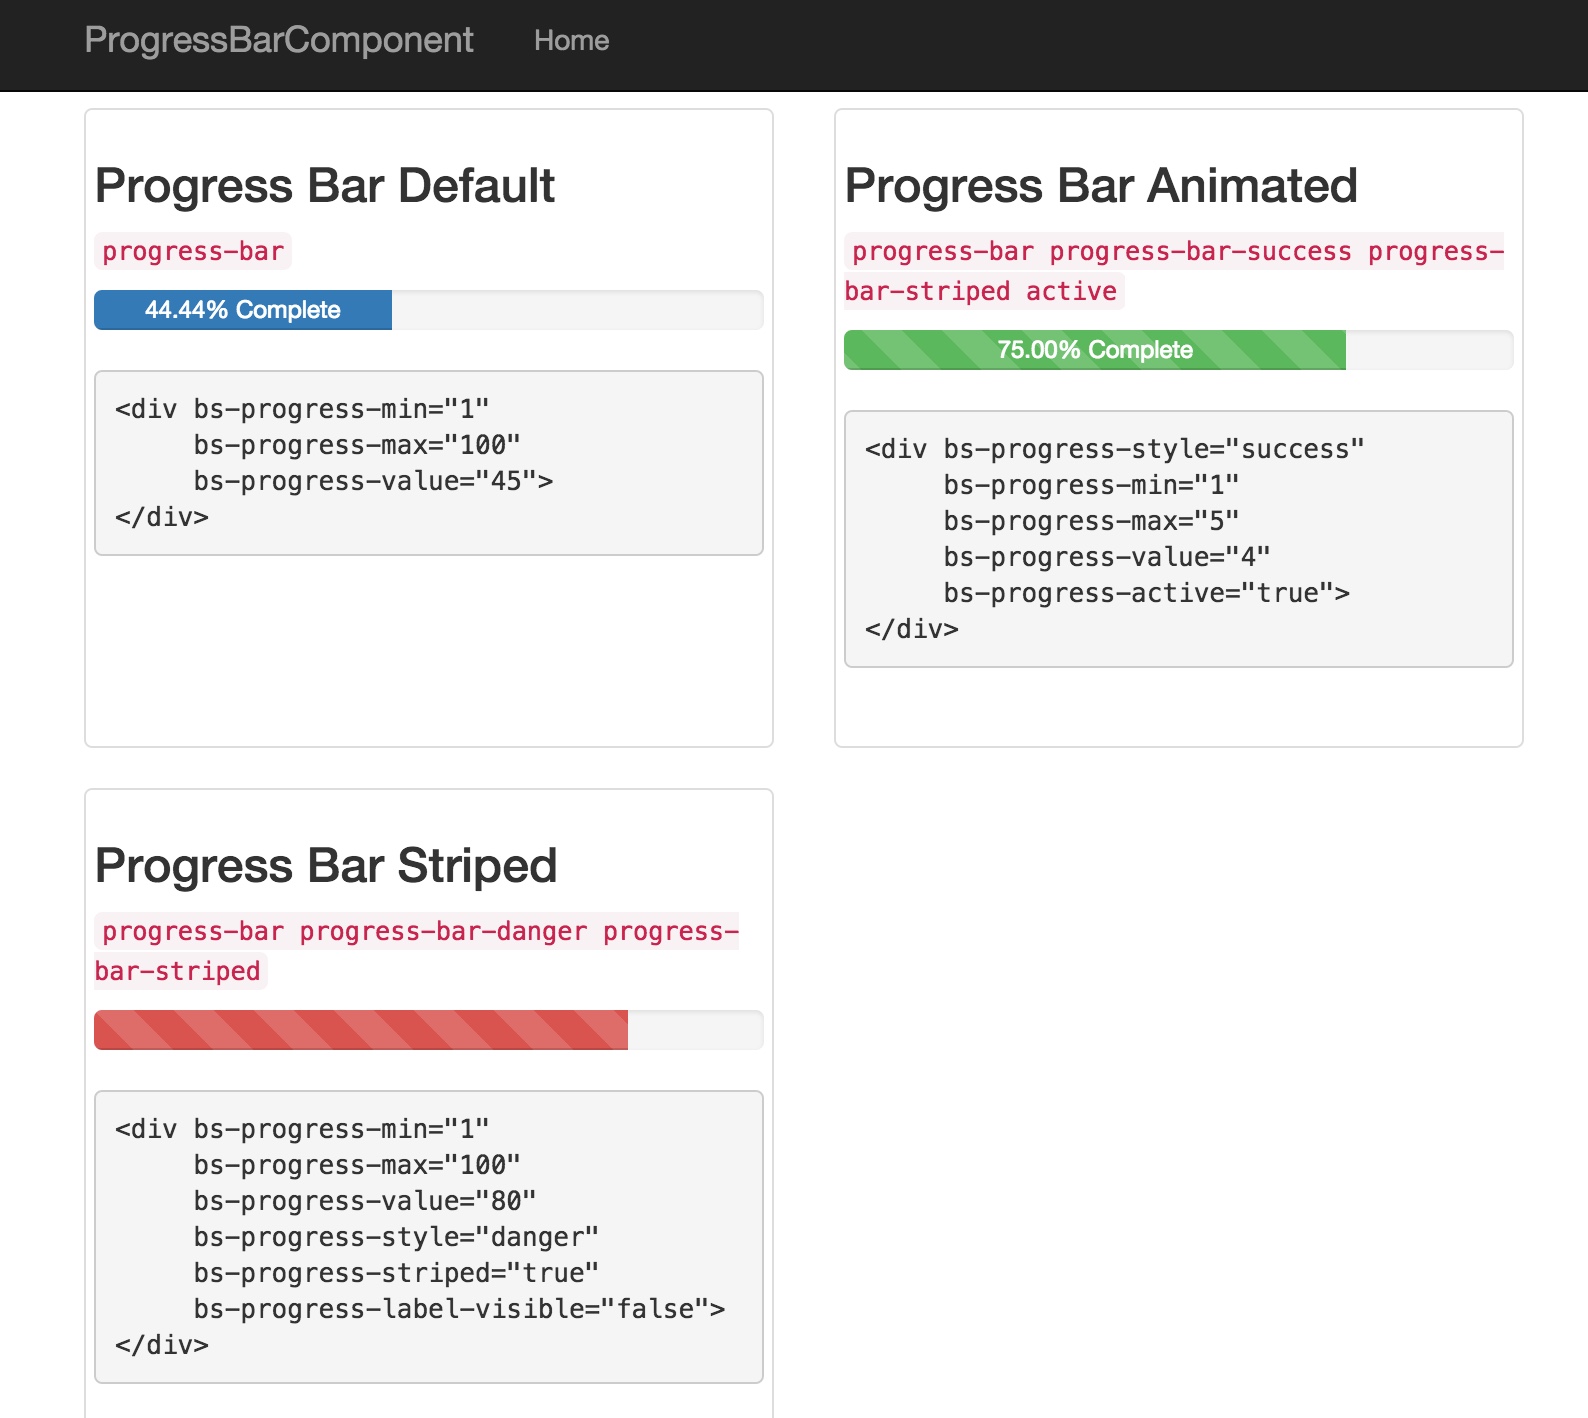 ProgressBarComponent Home
Progress Bar Default
progress-bar
44.44% Complete
<div bs-progress-min="1"
     bs-progress-max="100"
     bs-progress-value="45">
</div>
Progress Bar Animated
progress-bar progress-bar-success progress-
bar-striped active
75.00% Complete
<div bs-progress-style="success"
     bs-progress-min="1"
     bs-progress-max="5"
     bs-progress-value="4"
     bs-progress-active="true">
</div>
Progress Bar Striped
progress-bar progress-bar-danger progress-
bar-striped
<div bs-progress-min="1"
     bs-progress-max="100"
     bs-progress-value="80"
     bs-progress-style="danger"
     bs-progress-striped="true"
     bs-progress-label-visible="false">
</div>